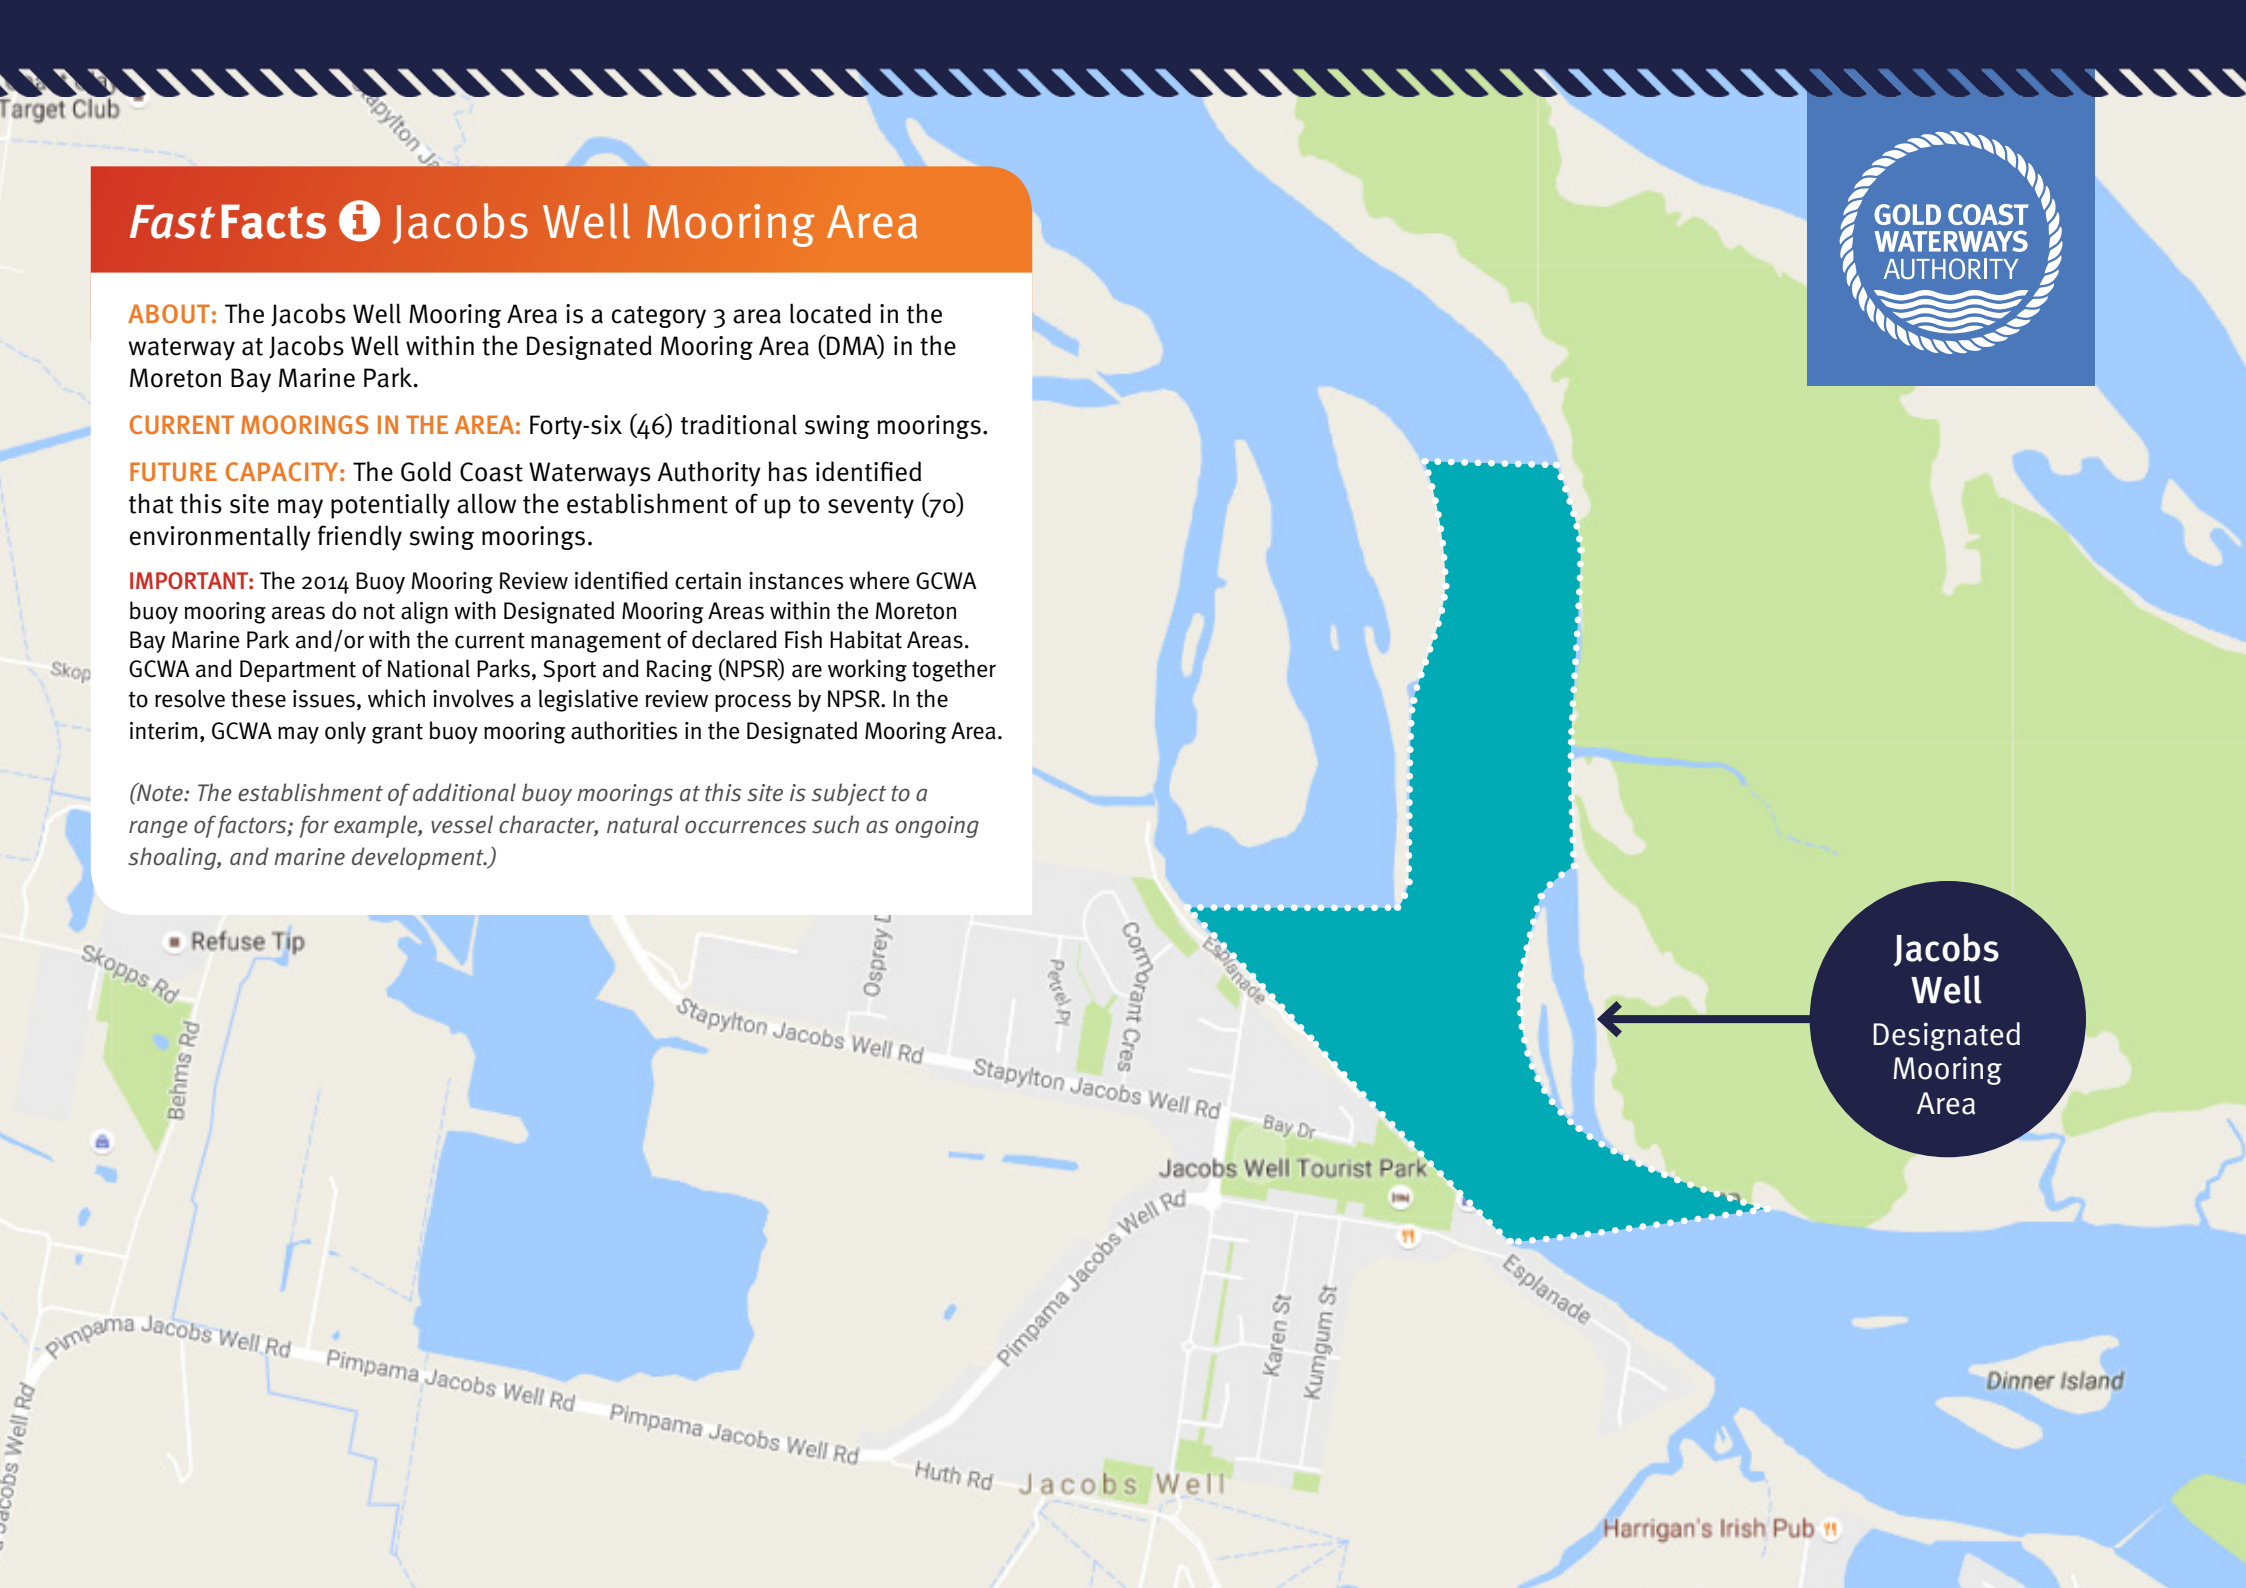 Target Club
Stapylton Ja
FastFacts i Jacobs Well Mooring Area
GOLD COAST
WATERWAYS
AUTHORITY
ABOUT: The Jacobs Well Mooring Area is a category 3 area located in the
waterway at Jacobs Well within the Designated Mooring Area (DMA) in the
Moreton Bay Marine Park.
CURRENT MOORINGS IN THE AREA: Forty-six (46) traditional swing moorings.
FUTURE CAPACITY: The Gold Coast Waterways Authority has identified
that this site may potentially allow the establishment of up to seventy (70)
environmentally friendly swing moorings.
IMPORTANT: The 2014 Buoy Mooring Review identified certain instances where GCWA
buoy mooring areas do not align with Designated Mooring Areas within the Moreton
Bay Marine Park and/or with the current management of declared Fish Habitat Areas.
GCWA and Department of National Parks, Sport and Racing (NPSR) are working together
to resolve these issues, which involves a legislative review process by NPSR. In the
interim, GCWA may only grant buoy mooring authorities in the Designated Mooring Area.
(Note: The establishment of additional buoy moorings at this site is subject to a
range of factors; for example, vessel character, natural occurrences such as ongoing
shoaling, and marine development.)
Skop
Refuse Tip
Skopps Rd
Behms Rd
Osprey D
Petrel Pl
Cormorant Cres
Esplanade
Jacobs
Well
Designated
Mooring
Area
Stapylton Jacobs Well Rd
Stapylton Jacobs Well Rd
Bay Dr
Jacobs Well Tourist Park
Pimpama Jacobs Well Rd
Esplanade
Karen St
Kumgum St
Pimpama Jacobs Well Rd
Pimpama Jacobs Well Rd
Pimpama Jacobs Well Rd
Jacobs Well Rd
Dinner Island
Huth Rd
Jacobs Well
Harrigan's Irish Pub